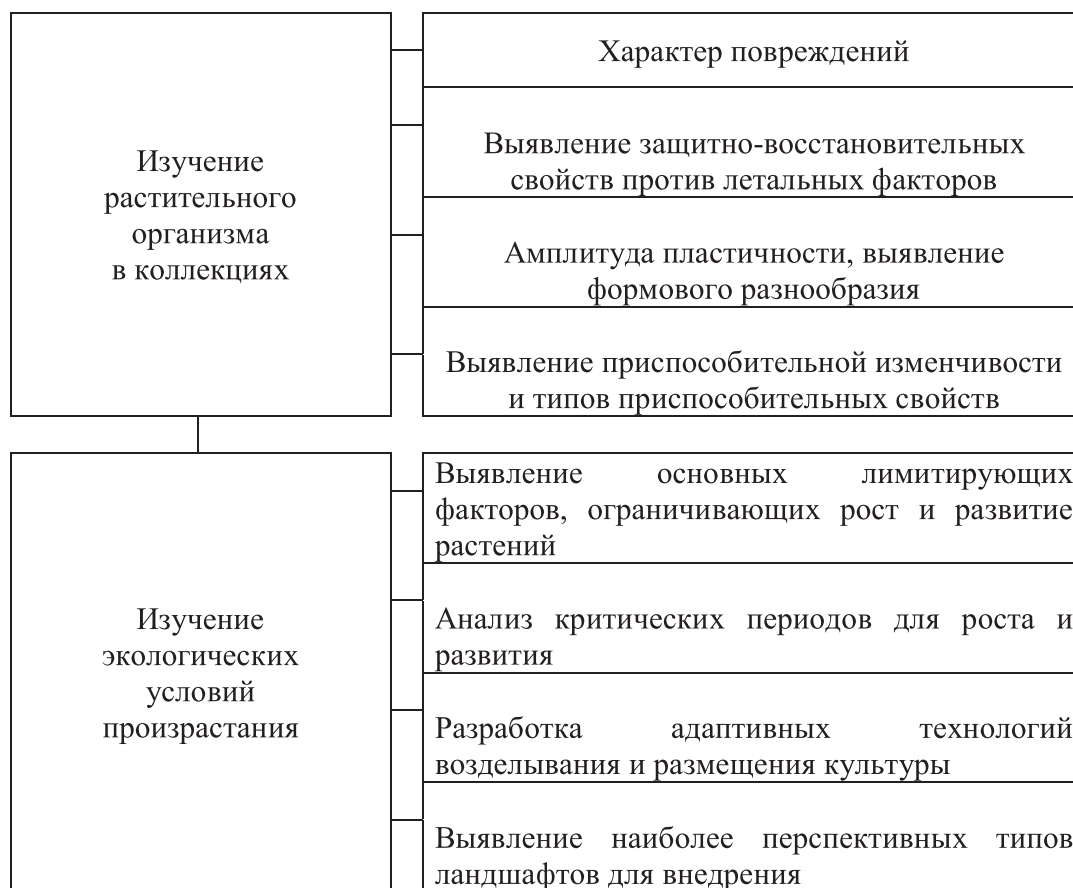 Изучение
растительного
организма
в коллекциях
Характер повреждений
Выявление защитно-восстановительных
свойств против летальных факторов
Амплитуда пластичности, выявление
формового разнообразия
Выявление приспособительной изменчивости
и типов приспособительных свойств
Изучение
экологических
условий
произрастания
Выявление основных лимитирующих
факторов, ограничивающих рост и развитие
растений
Анализ критических периодов для роста и
развития
Разработка адаптивных технологий
возделывания и размещения культуры
Выявление наиболее перспективных типов
ландшафтов для внедрения